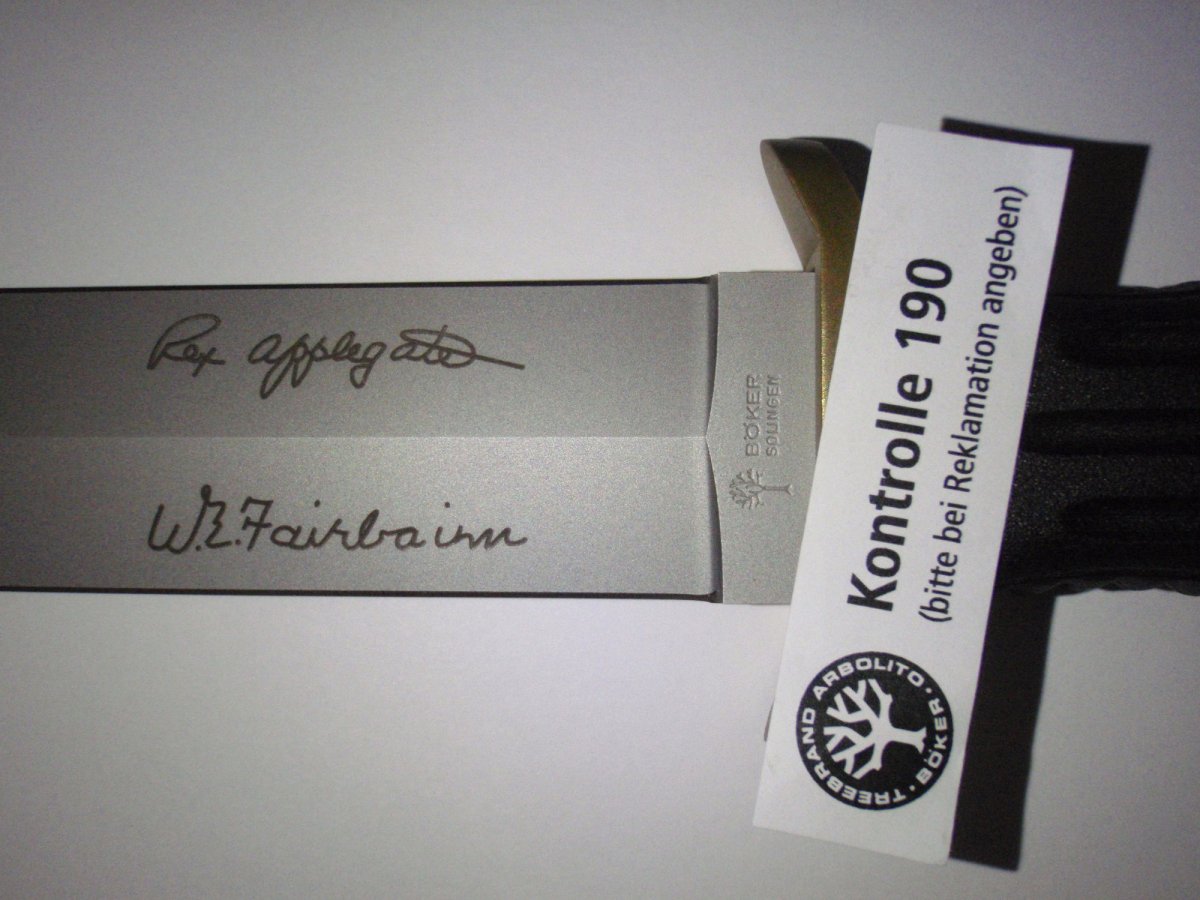 Rex Applegate
W.E.Fairbairn
BÖKER
SOLINGEN
Kontrolle 190
(bitte bei Reklamation angeben)
TREEBRAND ARBOLITO · BÖKER ·